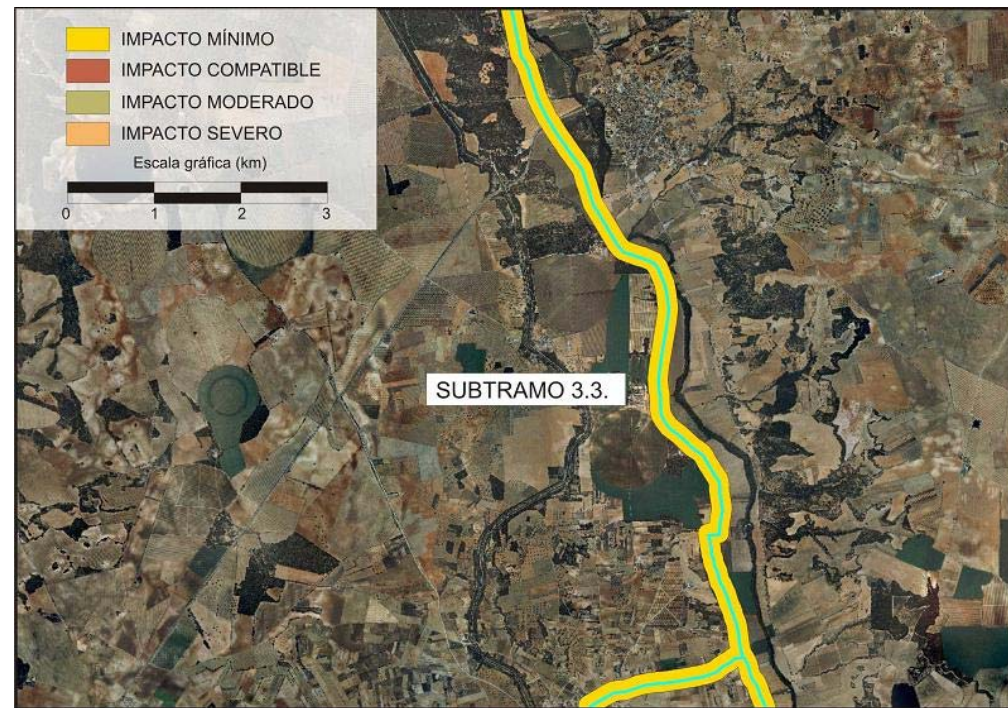 IMPACTO MÍNIMO
IMPACTO COMPATIBLE
IMPACTO MODERADO
IMPACTO SEVERO
Escala gráfica (km)
0 1 2 3
SUBTRAMO 3.3.